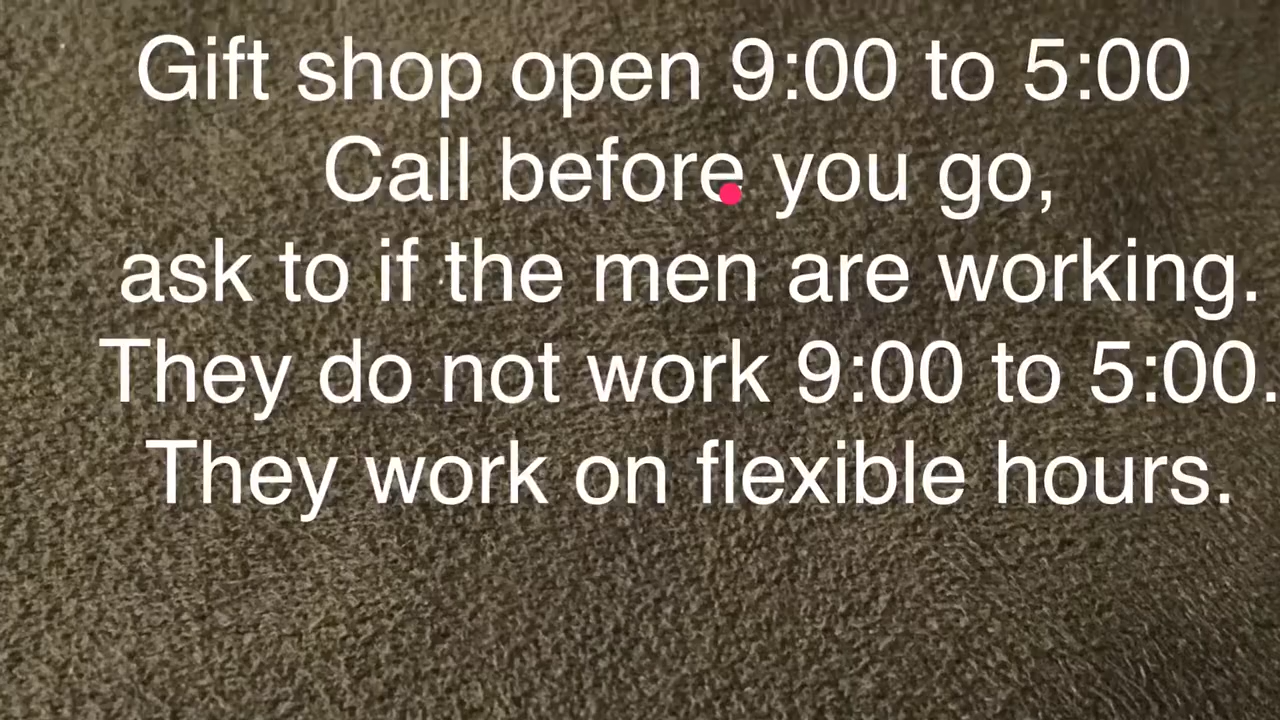 Gift shop open 9:00 to 5:00
Call before you go,
ask to if the men are working.
They do not work 9:00 to 5:00.
They work on flexible hours.